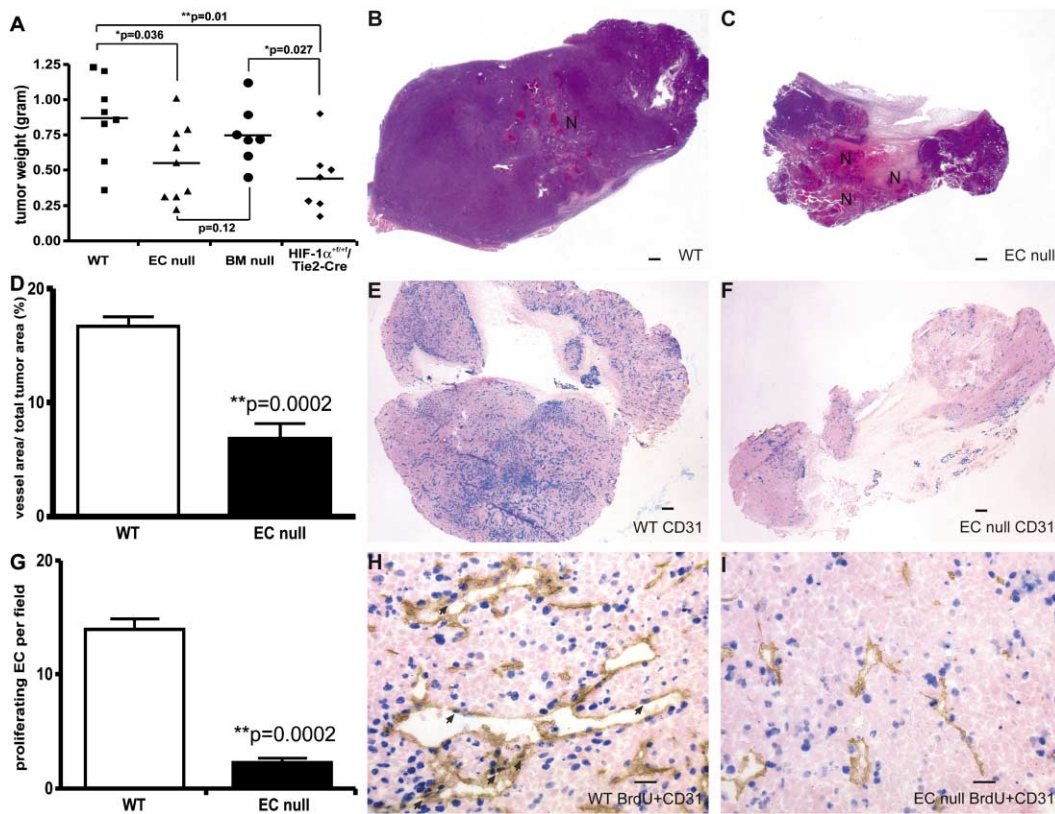 A
**p=0.01
*p=0.036
*p=0.027
1.25
1.00
0.75
0.50
0.25
0.00
tumor weight (gram)
p=0.12
WT
EC null
BM null
HIF-1α+f/+f/
Tie2-Cre
B
N
WT
C
N
N
N
EC null
D
20
10
0
vessel area/ total tumor area (%)
**p=0.0002
WT
EC null
E
WT CD31
F
EC null CD31
G
20
10
0
proliferating EC per field
**p=0.0002
WT
EC null
H
WT BrdU+CD31
I
EC null BrdU+CD31